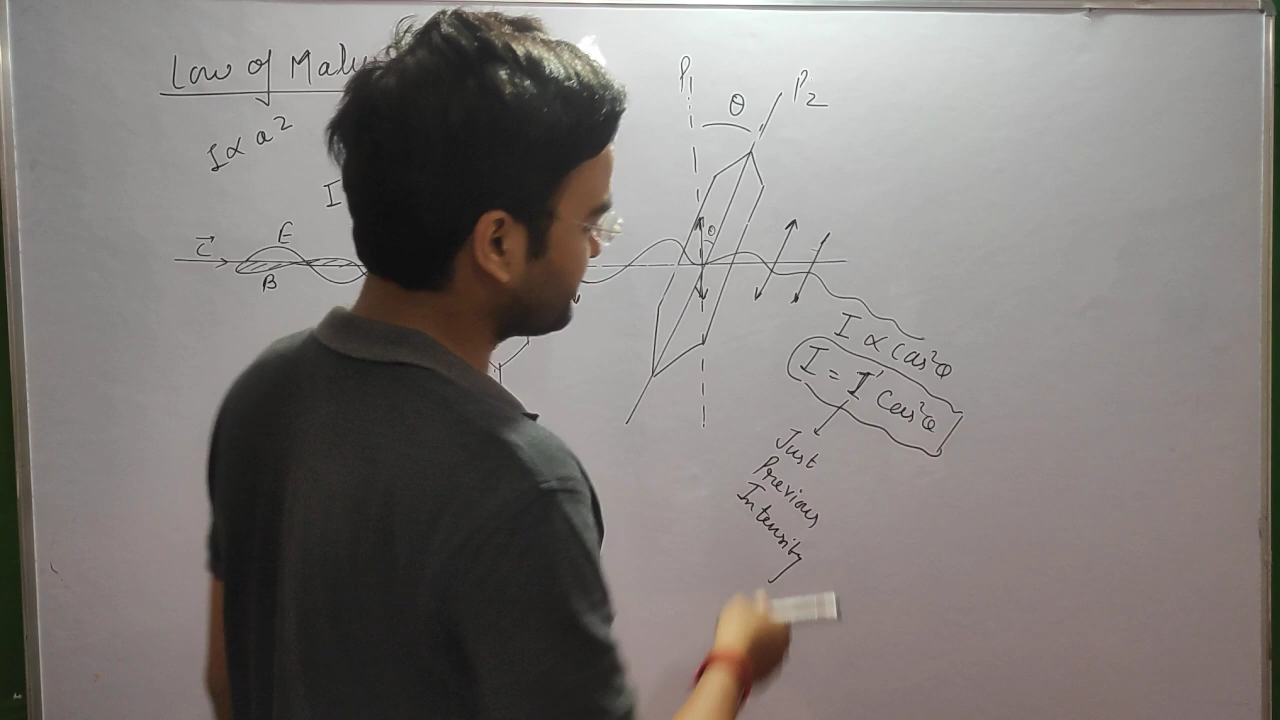 Law of Malu
I ∝ a²
I
P₁
θ
P₂
θ
C⃗
E
B
I ∝ Cos²θ
I = I' Cos²θ
Just
Previous
Intensity